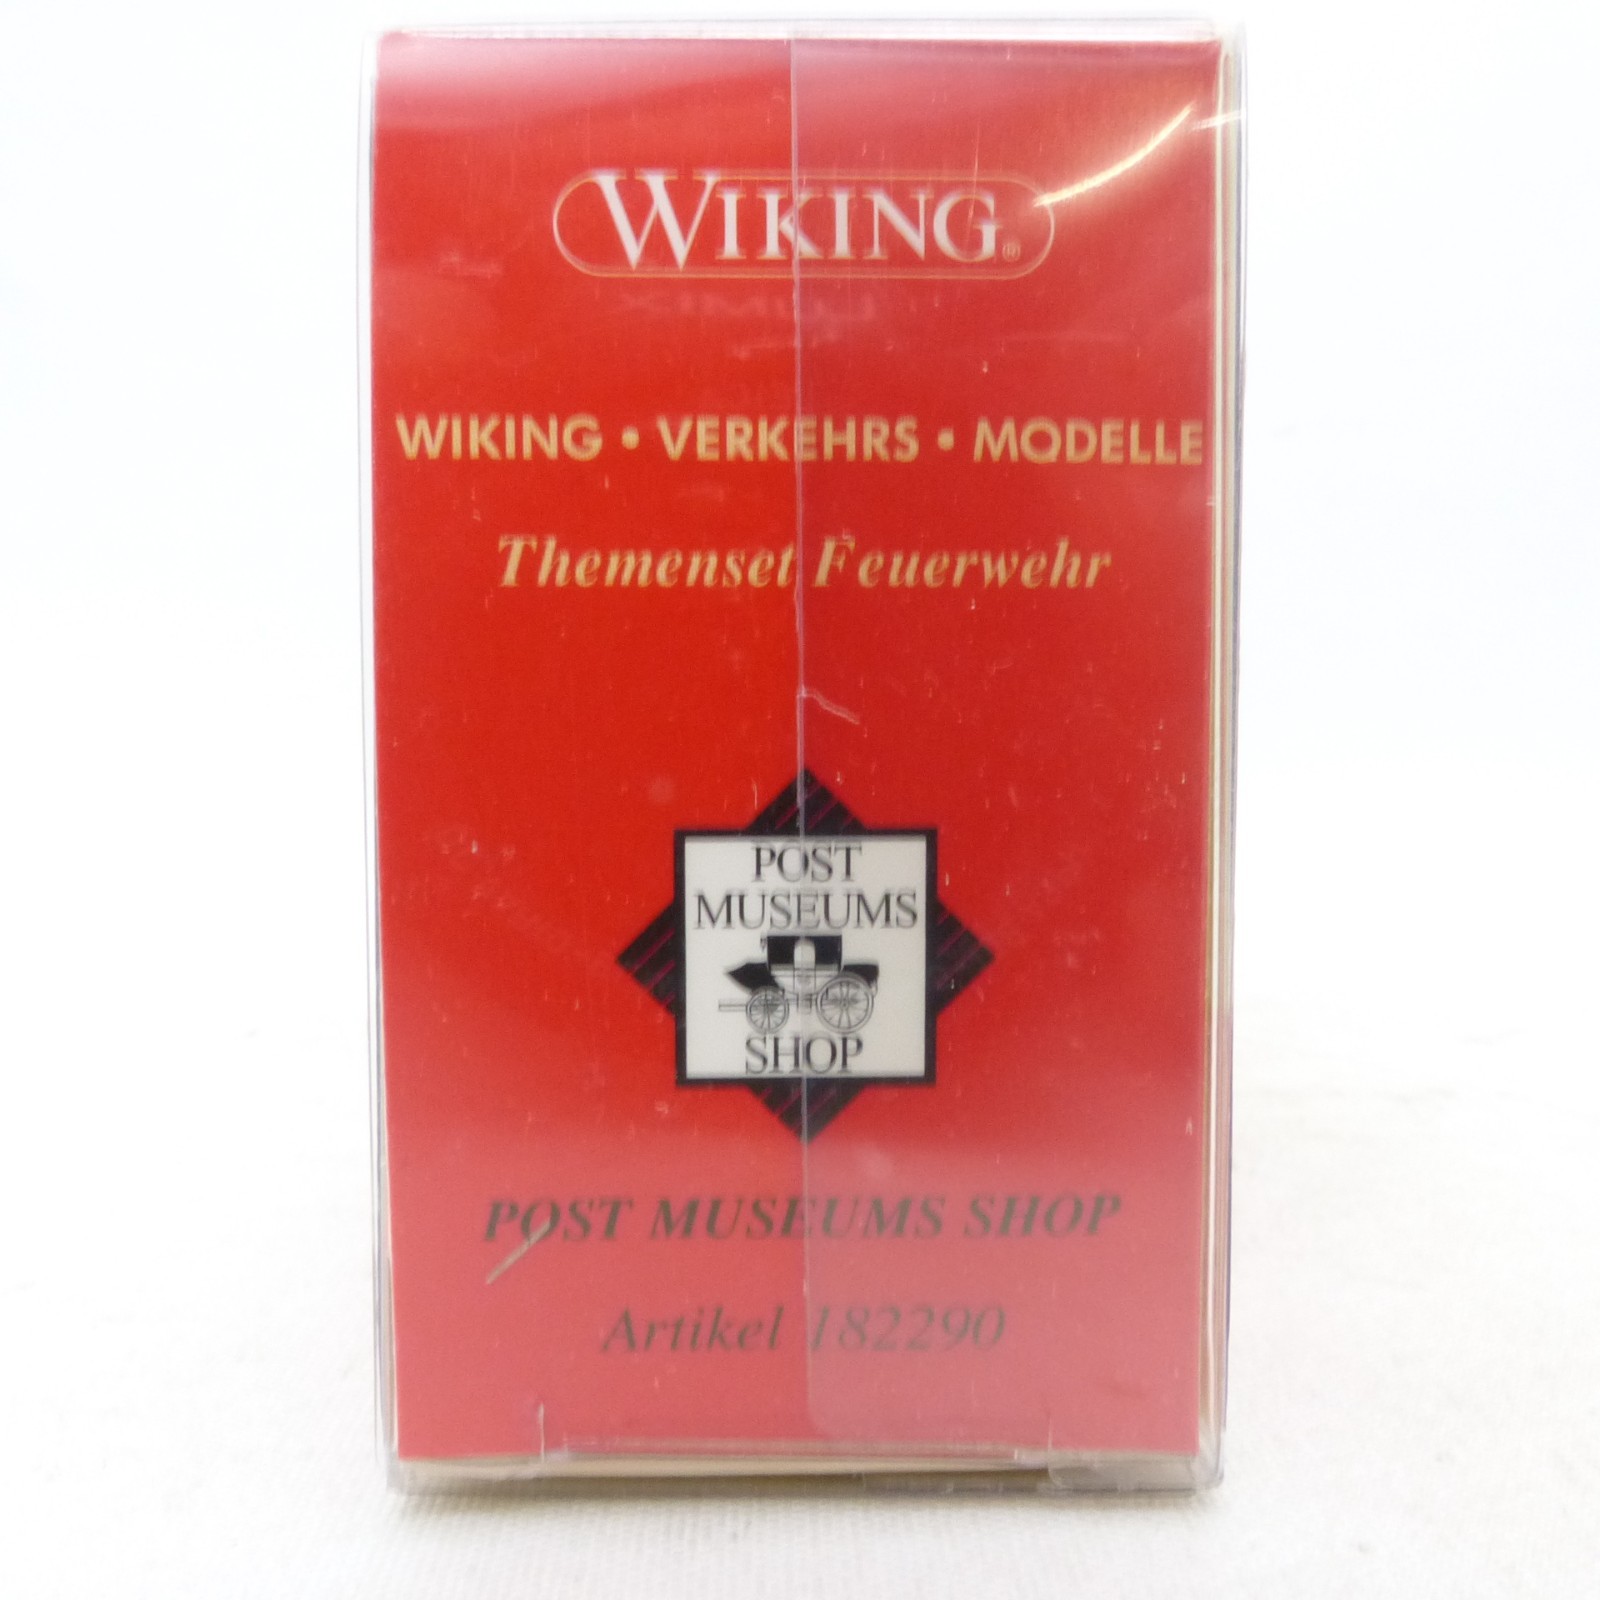 WIKING®
WIKING • VERKEHRS • MODELLE
Themenset Feuerwehr
POST
MUSEUMS
SHOP
POST MUSEUMS SHOP
Artikel 182290